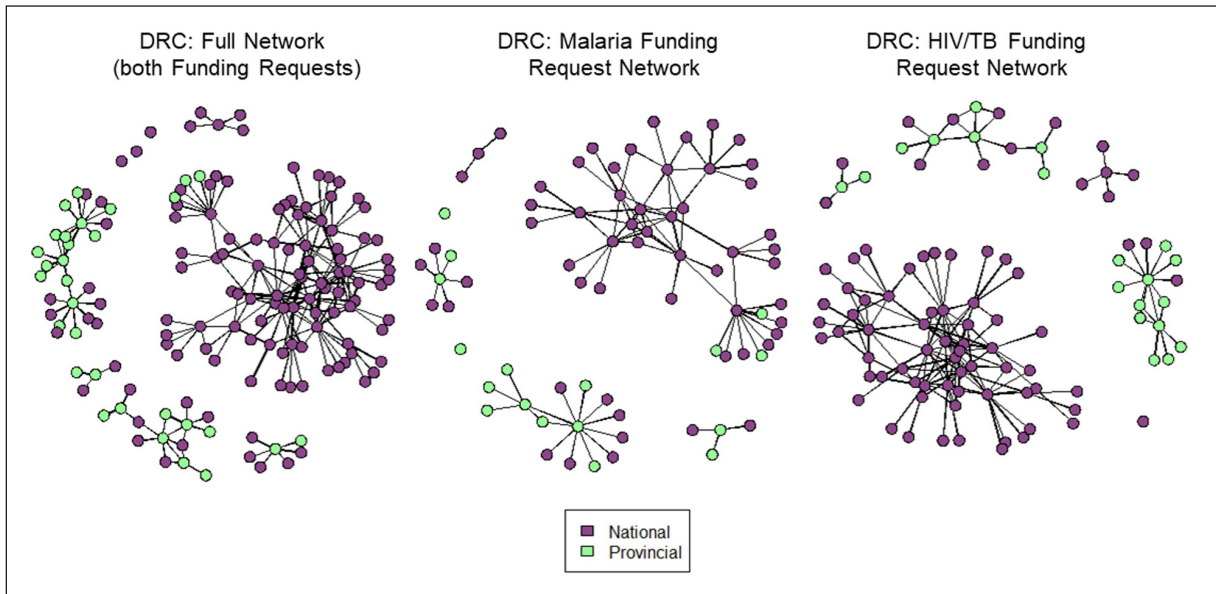 DRC: Full Network
(both Funding Requests)
DRC: Malaria Funding
Request Network
DRC: HIV/TB Funding
Request Network
National
Provincial